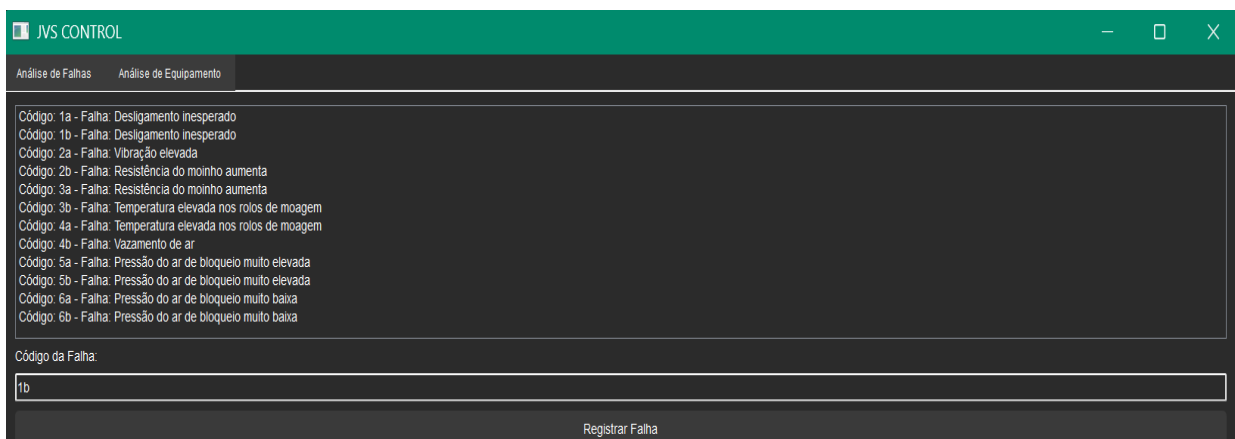 JVS CONTROL
Análise de Falhas Análise de Equipamento
Código: 1a - Falha: Desligamento inesperado
Código: 1b - Falha: Desligamento inesperado
Código: 2a - Falha: Vibração elevada
Código: 2b - Falha: Resistência do moinho aumenta
Código: 3a - Falha: Resistência do moinho aumenta
Código: 3b - Falha: Temperatura elevada nos rolos de moagem
Código: 4a - Falha: Temperatura elevada nos rolos de moagem
Código: 4b - Falha: Vazamento de ar
Código: 5a - Falha: Pressão do ar de bloqueio muito elevada
Código: 5b - Falha: Pressão do ar de bloqueio muito elevada
Código: 6a - Falha: Pressão do ar de bloqueio muito baixa
Código: 6b - Falha: Pressão do ar de bloqueio muito baixa
Código da Falha:
1b
Registrar Falha